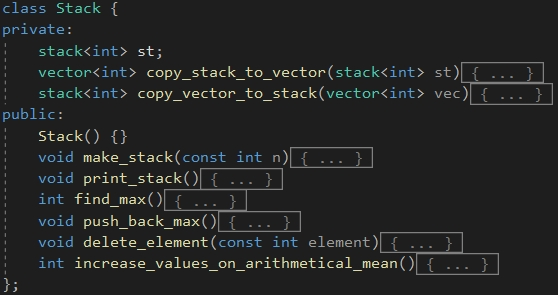 class Stack {
private:
stack<int> st;
vector<int> copy_stack_to_vector(stack<int> st) { ... }
stack<int> copy_vector_to_stack(vector<int> vec) { ... }
public:
Stack() {}
void make_stack(const int n) { ... }
void print_stack() { ... }
int find_max() { ... }
void push_back_max() { ... }
void delete_element(const int element) { ... }
int increase_values_on_arithmetical_mean() { ... }
};